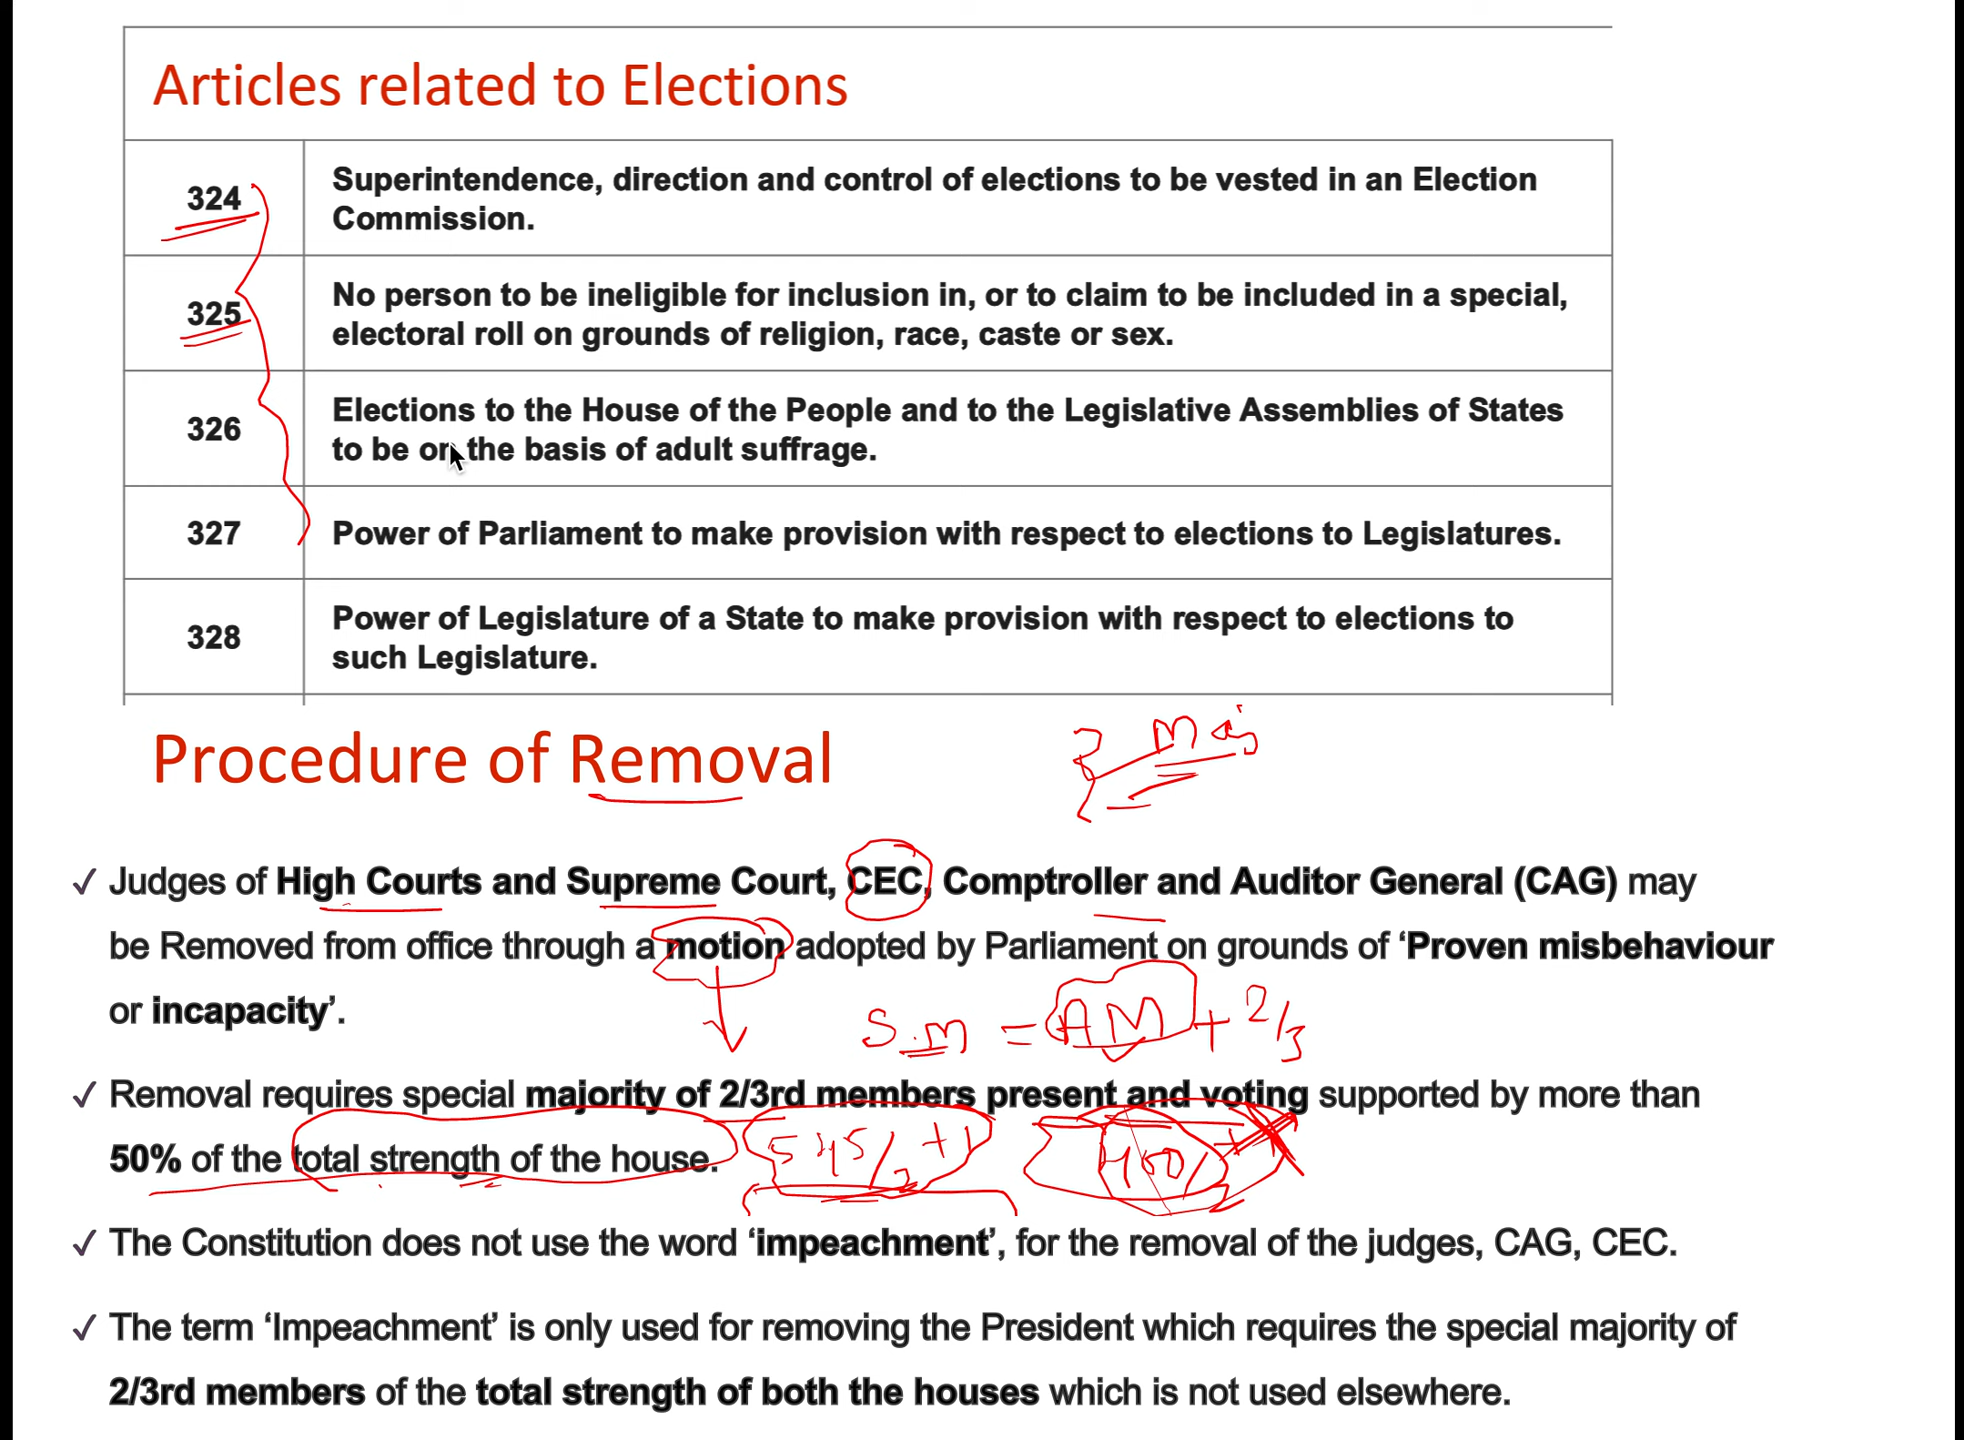 Articles related to Elections
324
Superintendence, direction and control of elections to be vested in an Election
Commission.
325
No person to be ineligible for inclusion in, or to claim to be included in a special,
electoral roll on grounds of religion, race, caste or sex.
326
Elections to the House of the People and to the Legislative Assemblies of States
to be on the basis of adult suffrage.
327
Power of Parliament to make provision with respect to elections to Legislatures.
328
Power of Legislature of a State to make provision with respect to elections to
such Legislature.
Procedure of Removal
✓ Judges of High Courts and Supreme Court, CEC, Comptroller and Auditor General (CAG) may
be Removed from office through a motion adopted by Parliament on grounds of ‘Proven misbehaviour
or incapacity’.
S.M = AM + 2/3
✓ Removal requires special majority of 2/3rd members present and voting supported by more than
50% of the total strength of the house.
545/2 +1
✓ The Constitution does not use the word ‘impeachment’, for the removal of the judges, CAG, CEC.
✓ The term ‘Impeachment’ is only used for removing the President which requires the special majority of
2/3rd members of the total strength of both the houses which is not used elsewhere.